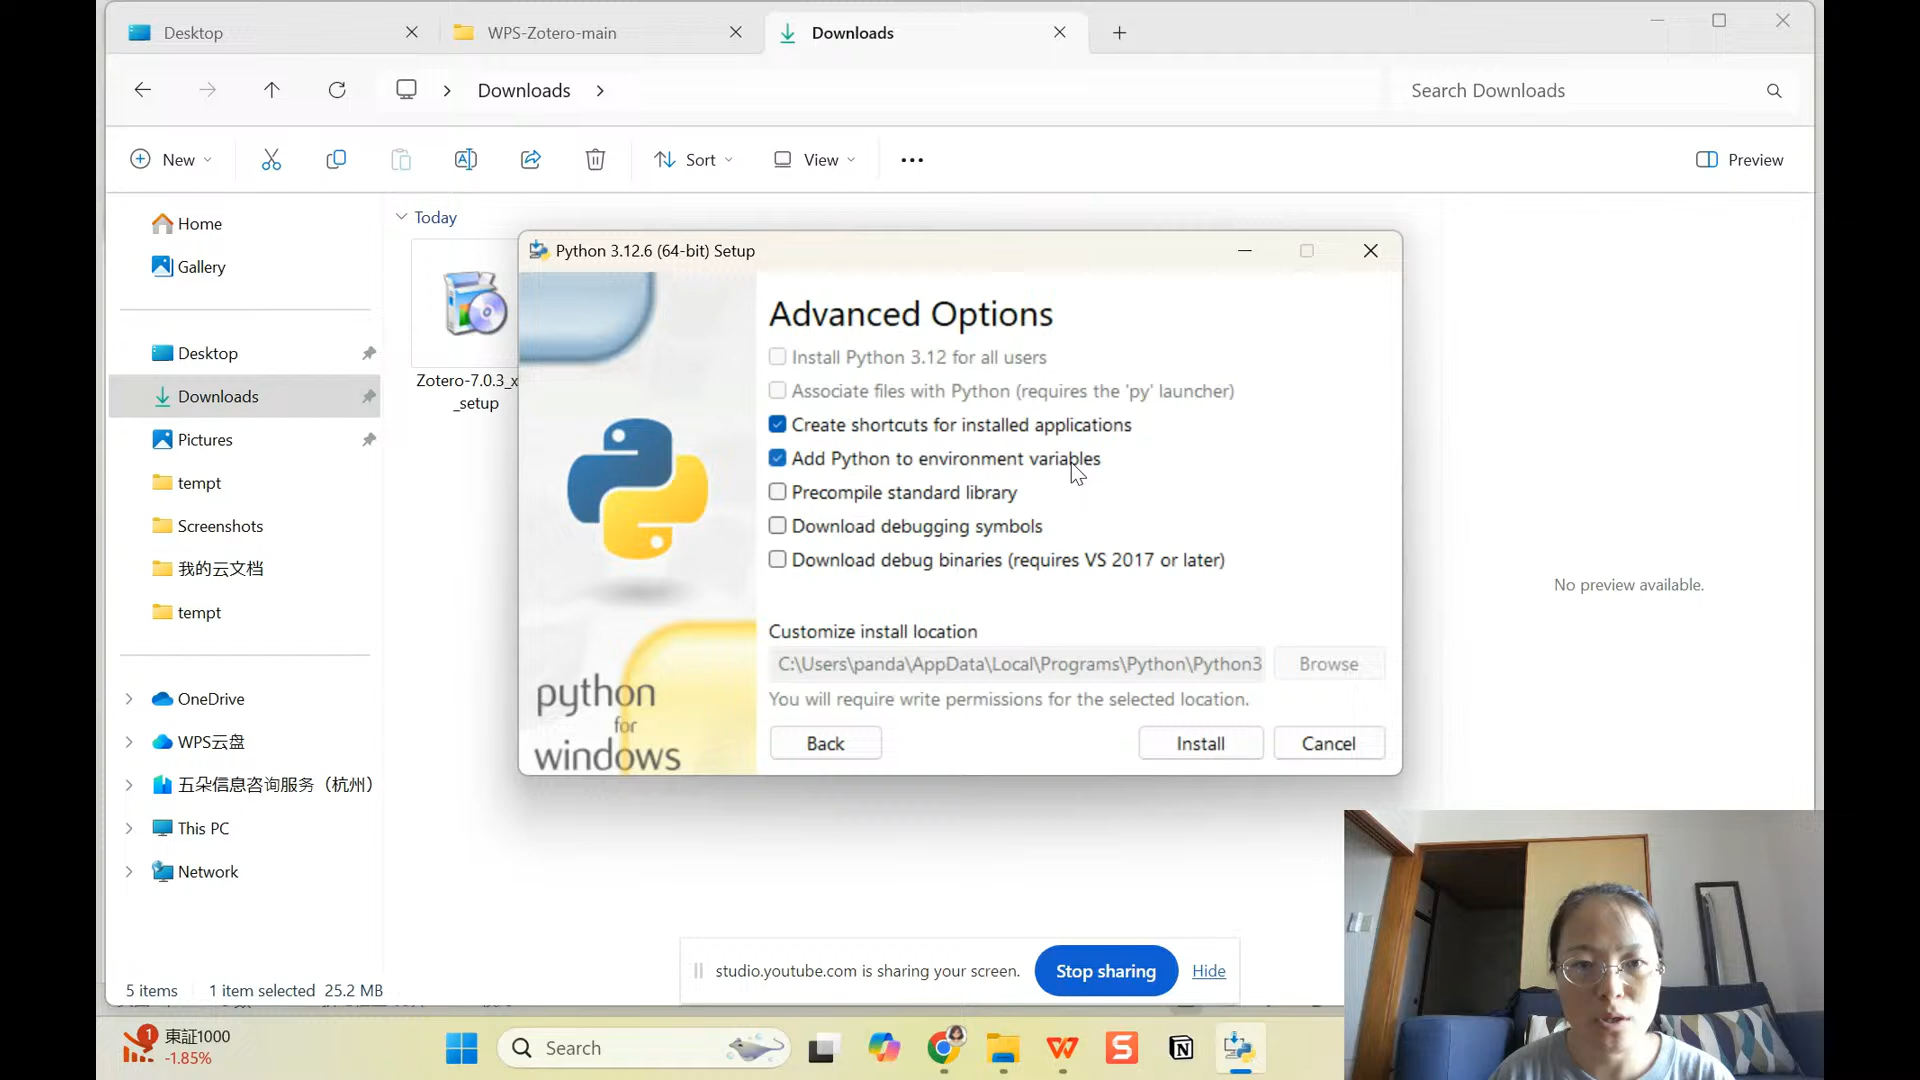 Desktop
WPS-Zotero-main
Downloads
Downloads
Search Downloads
New
Sort
View
Preview
Home
Gallery
Desktop
Downloads
Pictures
tempt
Screenshots
我的云文档
tempt
OneDrive
WPS云盘
五朵信息咨询服务（杭州）
This PC
Network
Today
Zotero-7.0.3_x
_setup
Python 3.12.6 (64-bit) Setup
Advanced Options
Install Python 3.12 for all users
Associate files with Python (requires the 'py' launcher)
Create shortcuts for installed applications
Add Python to environment variables
Precompile standard library
Download debugging symbols
Download debug binaries (requires VS 2017 or later)
Customize install location
C:\Users\panda\AppData\Local\Programs\Python\Python3
Browse
You will require write permissions for the selected location.
Back
Install
Cancel
python
for
windows
No preview available.
studio.youtube.com is sharing your screen.
Stop sharing
Hide
5 items
1 item selected 25.2 MB
1
東証1000
-1.85%
Search